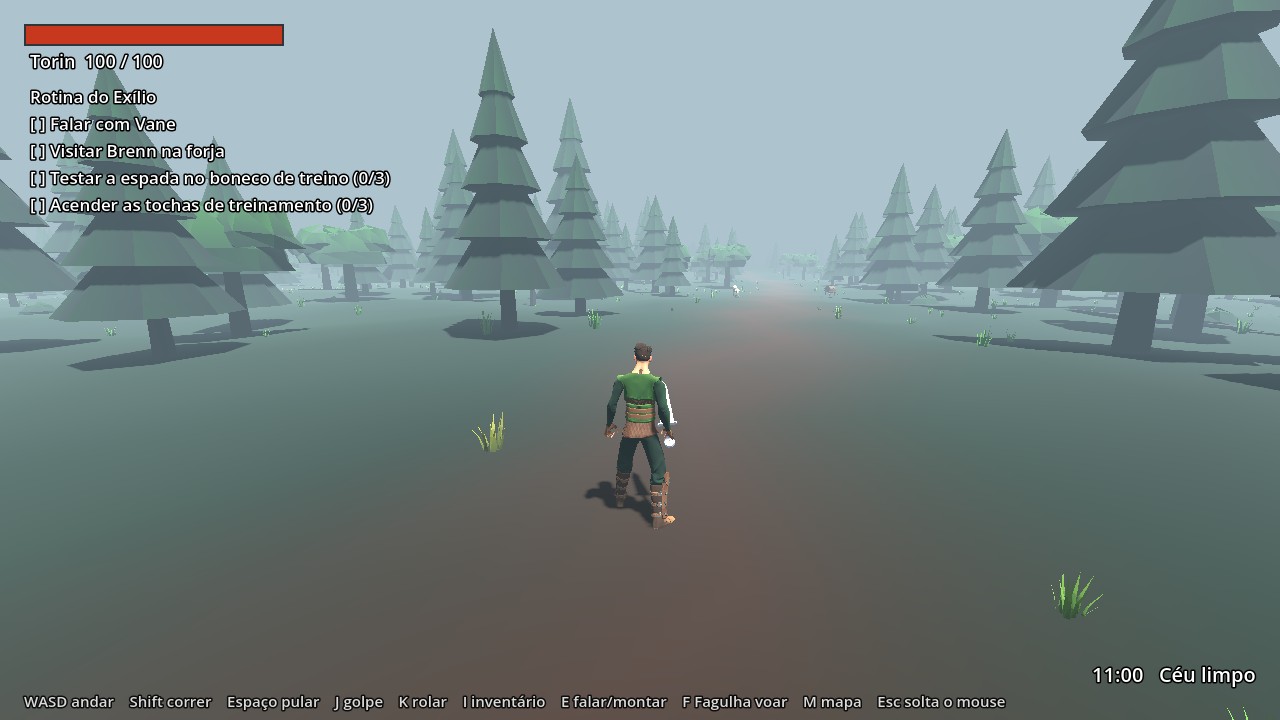 Torin 100 / 100
Rotina do Exílio
[ ] Falar com Vane
[ ] Visitar Brenn na forja
[ ] Testar a espada no boneco de treino (0/3)
[ ] Acender as tochas de treinamento (0/3)
11:00 Céu limpo
WASD andar Shift correr Espaço pular J golpe K rolar I inventário E falar/montar F Fagulha voar M mapa Esc solta o mouse